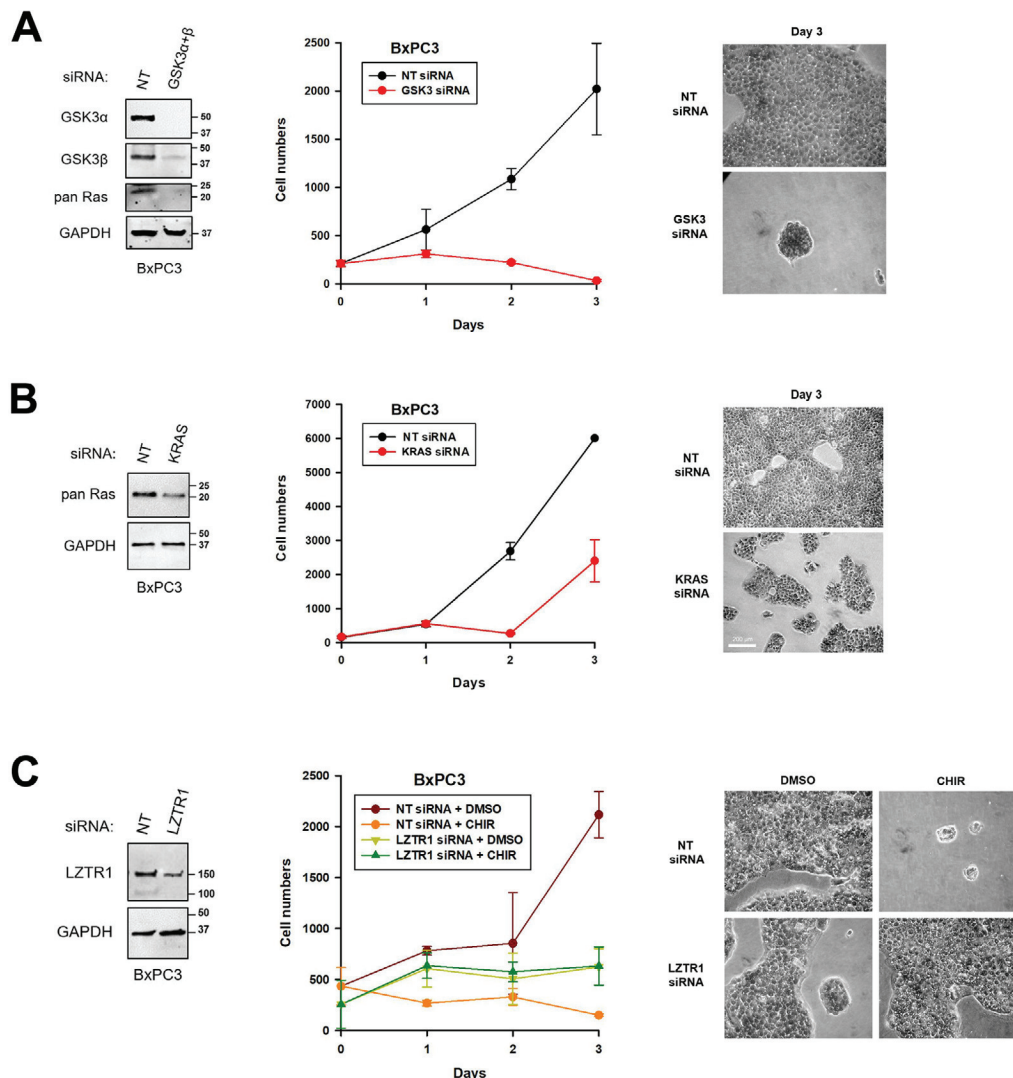 A
siRNA: NT GSK3α+β
GSK3α
50
37
GSK3β
50
37
pan Ras
25
20
GAPDH
37
BxPC3
BxPC3
NT siRNA
GSK3 siRNA
Cell numbers
2500
2000
1500
1000
500
0
0 1 2 3
Days
Day 3
NT
siRNA
GSK3
siRNA
B
siRNA: NT KRAS
pan Ras
25
20
GAPDH
50
37
BxPC3
BxPC3
NT siRNA
KRAS siRNA
Cell numbers
7000
6000
5000
4000
3000
2000
1000
0
0 1 2 3
Days
Day 3
NT
siRNA
KRAS
siRNA
200 µm
C
siRNA: NT LZTR1
LZTR1
150
100
GAPDH
50
37
BxPC3
BxPC3
NT siRNA + DMSO
NT siRNA + CHIR
LZTR1 siRNA + DMSO
LZTR1 siRNA + CHIR
Cell numbers
2500
2000
1500
1000
500
0
0 1 2 3
Days
DMSO CHIR
NT
siRNA
LZTR1
siRNA